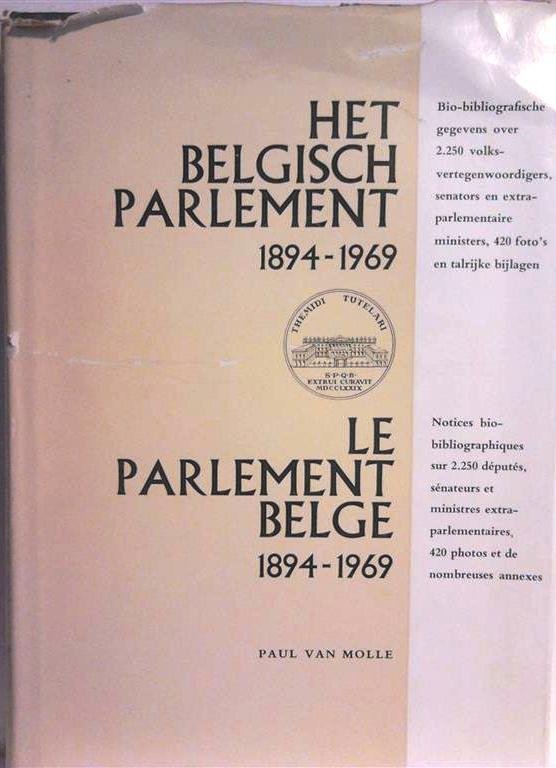 HET
BELGISCH
PARLEMENT
1894-1969
THEMIDI TUTELARI
S·P·Q·B·
EXTRUI CURAVIT
MDCCLXXIX
LE
PARLEMENT
BELGE
1894-1969
PAUL VAN MOLLE
Bio-bibliografische
gegevens over
2.250 volks-
vertegenwoordigers,
senators en extra-
parlementaire
ministers, 420 foto's
en talrijke bijlagen
Notices bio-
bibliographiques
sur 2.250 députés,
sénateurs et
ministres extra-
parlementaires,
420 photos et de
nombreuses annexes